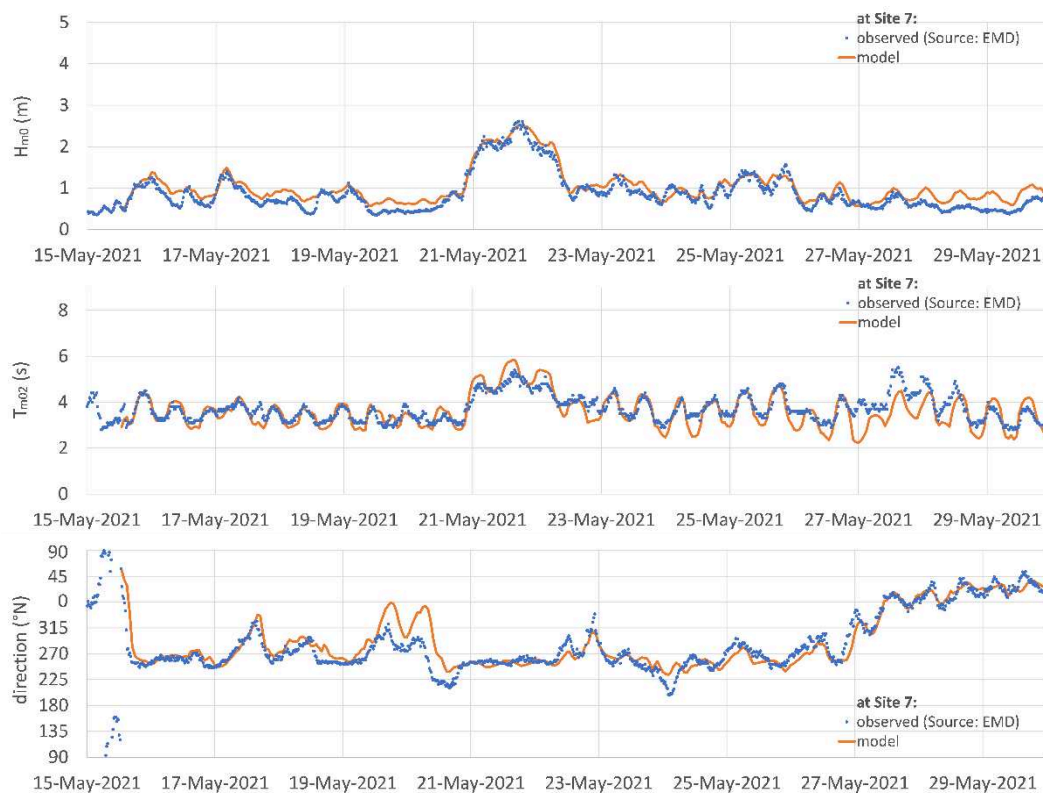 5
4
3
2
1
0
Hm0 (m)
at Site 7:
observed (Source: EMD)
model
15-May-2021 17-May-2021 19-May-2021 21-May-2021 23-May-2021 25-May-2021 27-May-2021 29-May-2021
8
6
4
2
0
Tm02 (s)
at Site 7:
observed (Source: EMD)
model
15-May-2021 17-May-2021 19-May-2021 21-May-2021 23-May-2021 25-May-2021 27-May-2021 29-May-2021
90
45
0
315
270
225
180
135
90
direction (°N)
at Site 7:
observed (Source: EMD)
model
15-May-2021 17-May-2021 19-May-2021 21-May-2021 23-May-2021 25-May-2021 27-May-2021 29-May-2021